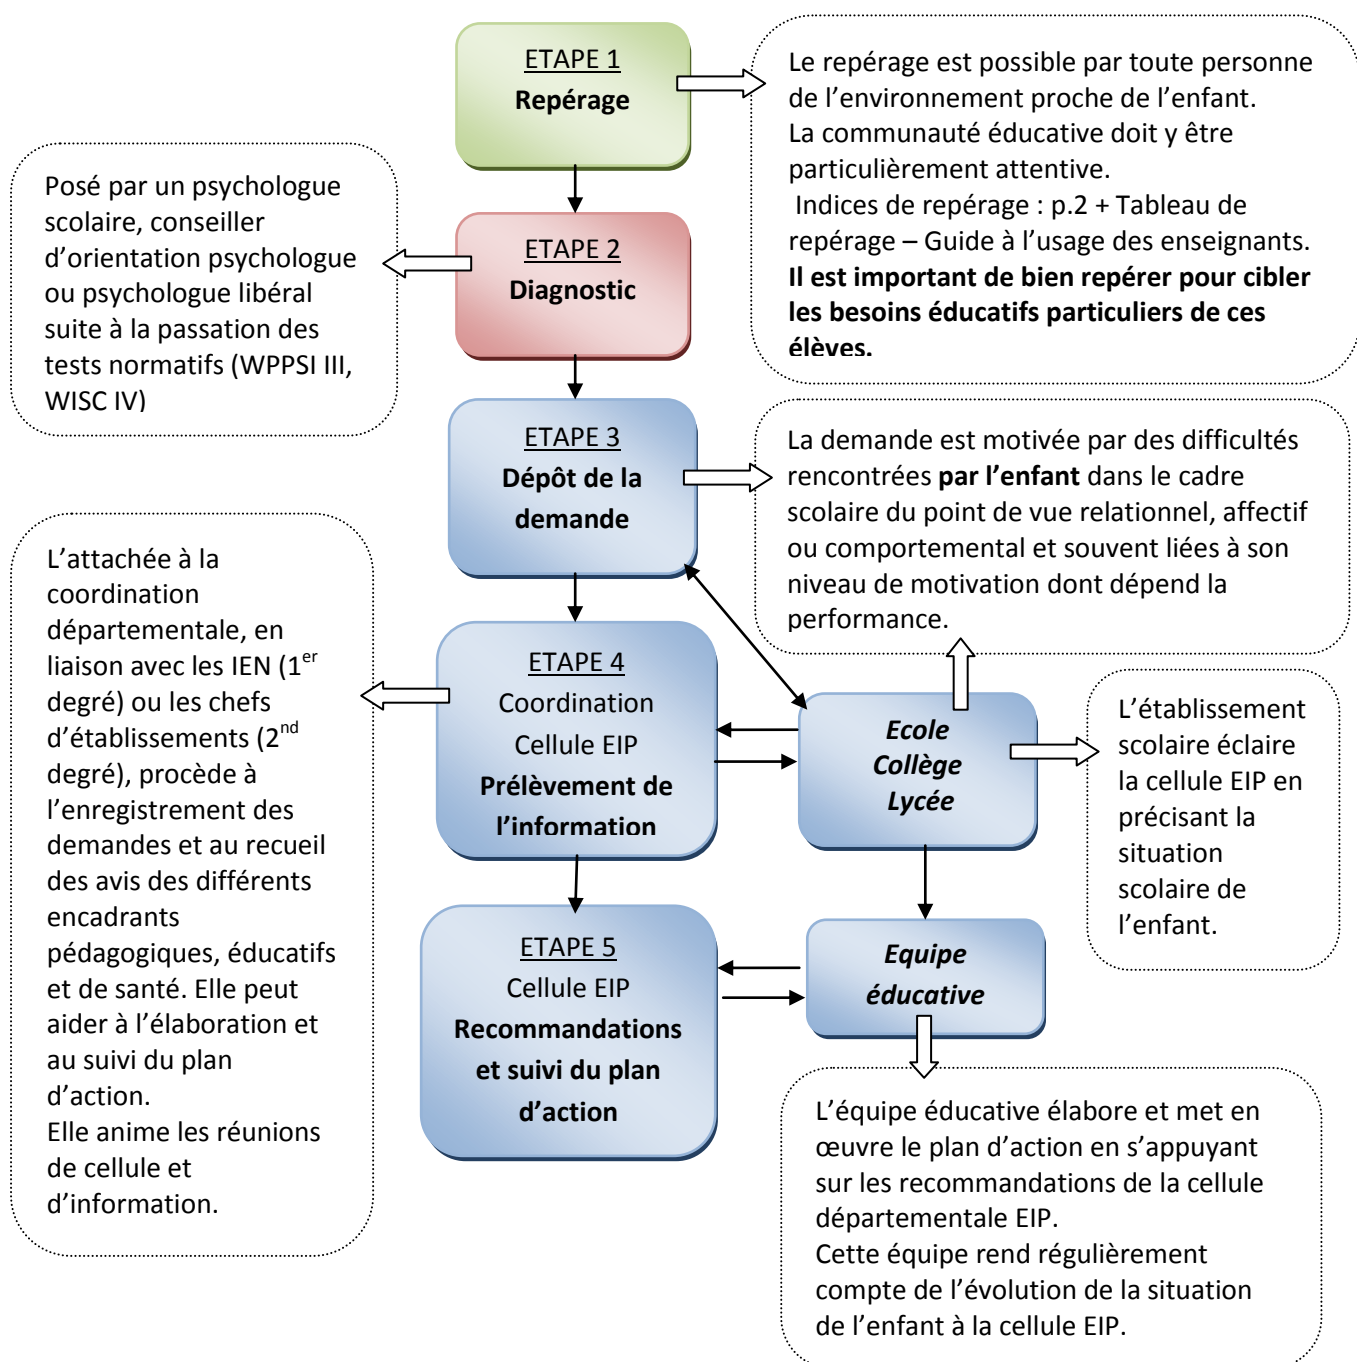 ETAPE 1
Repérage
Le repérage est possible par toute personne
de l’environnement proche de l’enfant.
La communauté éducative doit y être
particulièrement attentive.
Indices de repérage : p.2 + Tableau de
repérage – Guide à l’usage des enseignants.
Il est important de bien repérer pour cibler
les besoins éducatifs particuliers de ces
élèves.
Posé par un psychologue
scolaire, conseiller
d’orientation psychologue
ou psychologue libéral
suite à la passation des
tests normatifs (WPPSI III,
WISC IV)
ETAPE 2
Diagnostic
ETAPE 3
Dépôt de la
demande
La demande est motivée par des difficultés
rencontrées par l’enfant dans le cadre
scolaire du point de vue relationnel, affectif
ou comportemental et souvent liées à son
niveau de motivation dont dépend la
performance.
L’attachée à la
coordination
départementale, en
liaison avec les IEN (1er
degré) ou les chefs
d’établissements (2nd
degré), procède à
l’enregistrement des
demandes et au recueil
des avis des différents
encadrants
pédagogiques, éducatifs
et de santé. Elle peut
aider à l’élaboration et
au suivi du plan
d’action.
Elle anime les réunions
de cellule et
d’information.
ETAPE 4
Coordination
Cellule EIP
Prélèvement de
l’information
Ecole
Collège
Lycée
L’établissement
scolaire éclaire
la cellule EIP en
précisant la
situation
scolaire de
l’enfant.
ETAPE 5
Cellule EIP
Recommandations
et suivi du plan
d’action
Equipe
éducative
L’équipe éducative élabore et met en
œuvre le plan d’action en s’appuyant
sur les recommandations de la cellule
départementale EIP.
Cette équipe rend régulièrement
compte de l’évolution de la situation
de l’enfant à la cellule EIP.